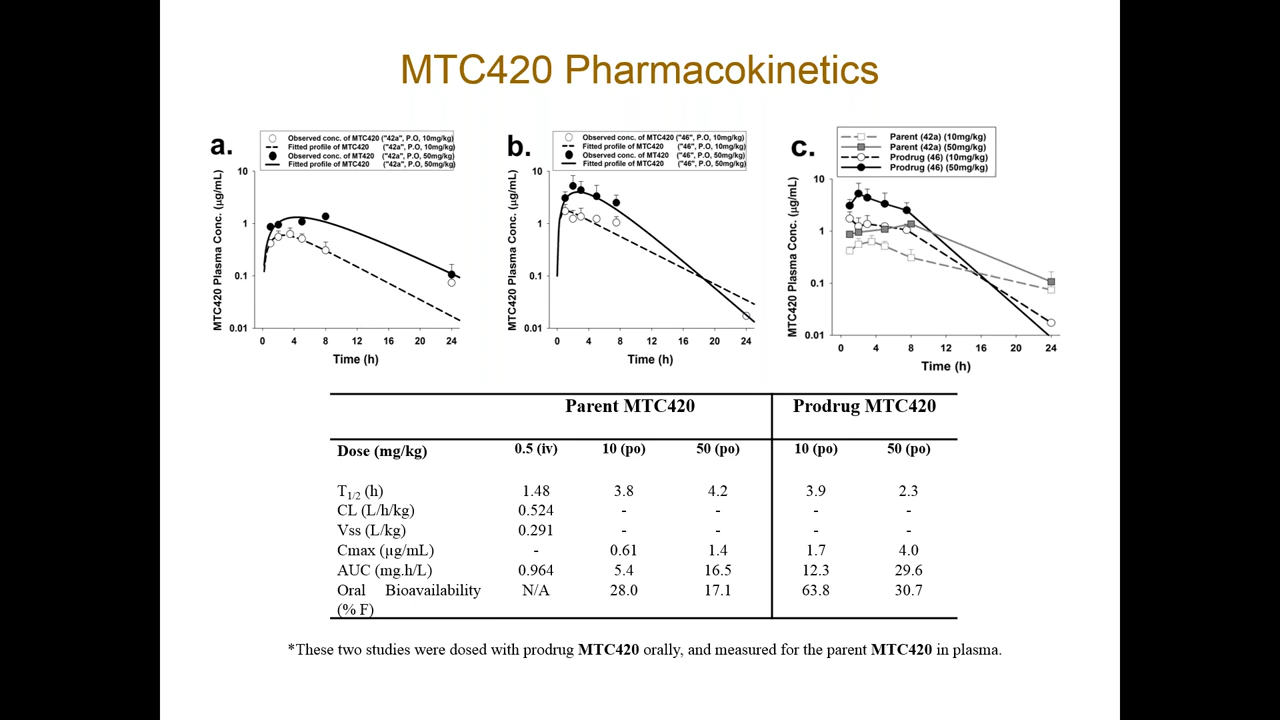 MTC420 Pharmacokinetics
a.
Observed conc. of MTC420 ("42a", P.O, 10mg/kg)
Fitted profile of MTC420 ("42a", P.O, 10mg/kg)
Observed conc. of MT420 ("42a", P.O, 50mg/kg)
Fitted profile of MTC420 ("42a", P.O, 50mg/kg)
MTC420 Plasma Conc. (µg/mL)
10
1
0.1
0.01
0 4 8 12 16 20 24
Time (h)
b.
Observed conc. of MTC420 ("46", P.O, 10mg/kg)
Fitted profile of MTC420 ("46", P.O, 10mg/kg)
Observed conc. of MTC420 ("46", P.O, 50mg/kg)
Fitted profile of MTC420 ("46", P.O, 50mg/kg)
MTC420 Plasma Conc. (µg/mL)
10
1
0.1
0.01
0 4 8 12 16 20 24
Time (h)
c.
Parent (42a) (10mg/kg)
Parent (42a) (50mg/kg)
Prodrug (46) (10mg/kg)
Prodrug (46) (50mg/kg)
MTC420 Plasma Conc. (µg/mL)
10
1
0.1
0.01
0 4 8 12 16 20 24
Time (h)
Parent MTC420 Prodrug MTC420
Dose (mg/kg) 0.5 (iv) 10 (po) 50 (po) 10 (po) 50 (po)
T1/2 (h) 1.48 3.8 4.2 3.9 2.3
CL (L/h/kg) 0.524 - - - -
Vss (L/kg) 0.291 - - - -
Cmax (µg/mL) - 0.61 1.4 1.7 4.0
AUC (mg.h/L) 0.964 5.4 16.5 12.3 29.6
Oral Bioavailability N/A 28.0 17.1 63.8 30.7
(% F)
*These two studies were dosed with prodrug MTC420 orally, and measured for the parent MTC420 in plasma.